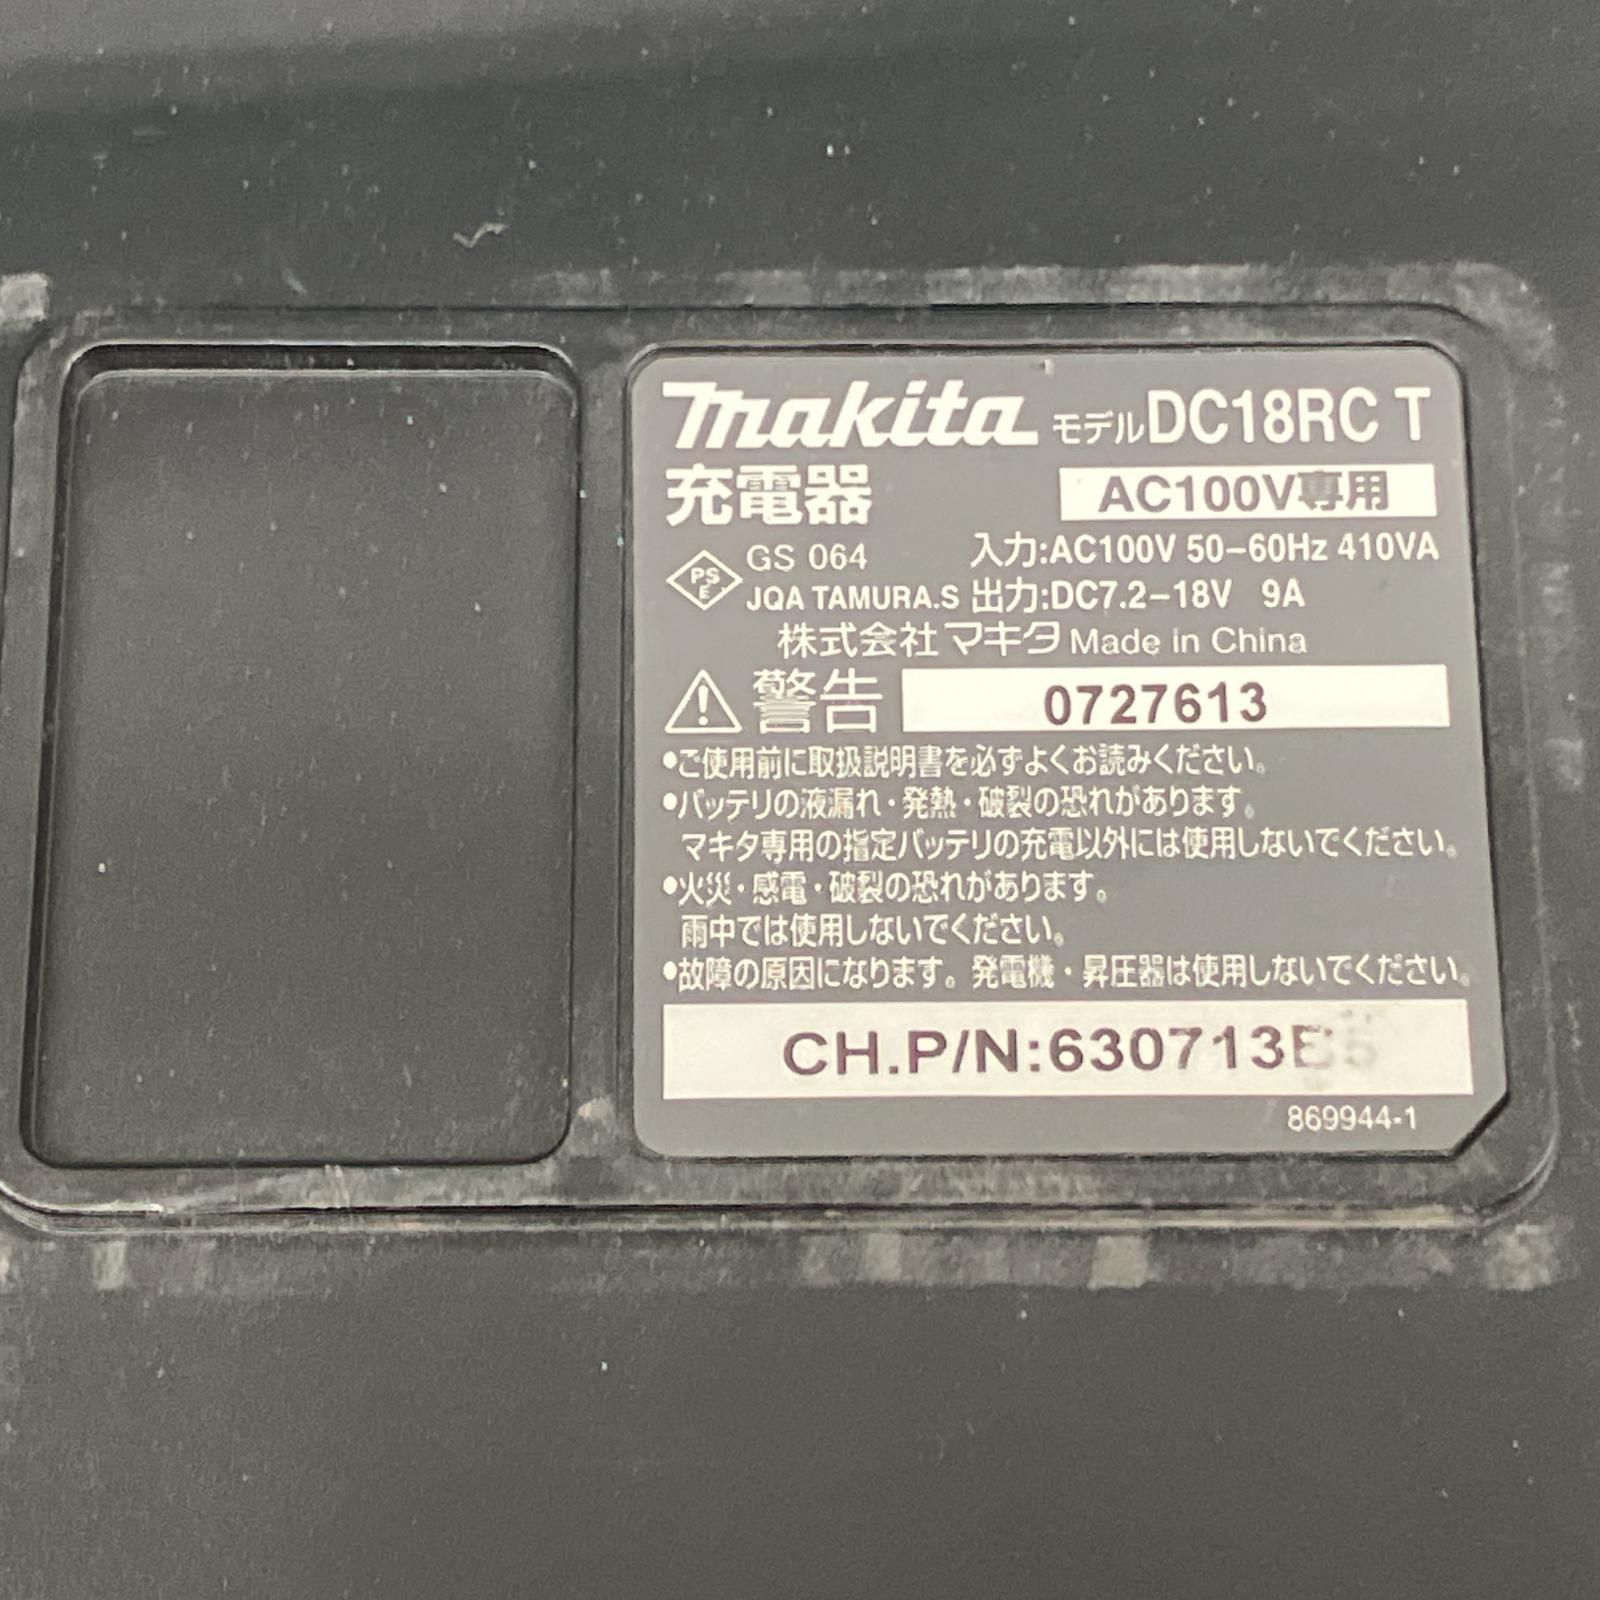 makita モデル DC18RC T
充電器 AC100V専用
PSE GS 064 入力:AC100V 50-60Hz 410VA
JQA TAMURA.S 出力:DC7.2-18V 9A
株式会社マキタ Made in China
警告 0727613
•ご使用前に取扱説明書を必ずよくお読みください。
•バッテリの液漏れ・発熱・破裂の恐れがあります。
マキタ専用の指定バッテリの充電以外には使用しないでください。
•火災・感電・破裂の恐れがあります。
雨中では使用しないでください。
•故障の原因になります。発電機・昇圧器は使用しないでください。
CH.P/N:630713E5
869944-1